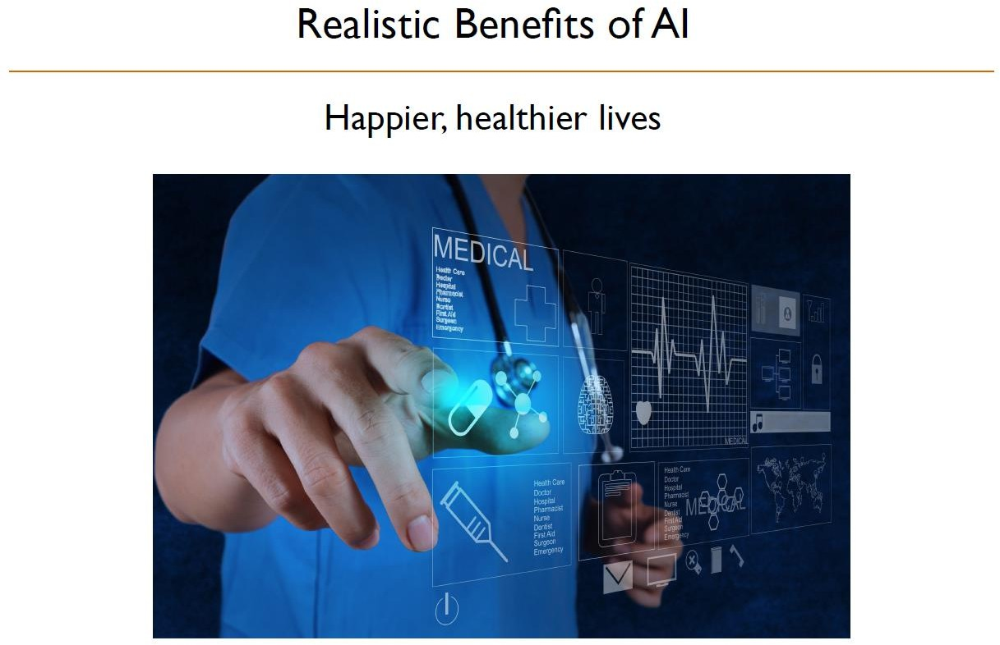 Realistic Benefits of AI
Happier, healthier lives
MEDICAL
Health Care
Doctor
Hospital
Pharmacist
Nurse
Dentist
First Aid
Surgeon
Emergency
MEDICAL
Health Care
Doctor
Hospital
Pharmacist
Nurse
Dentist
First Aid
Surgeon
Emergency
Health Care
Doctor
Hospital
Pharmacist
Nurse
Dentist
First Aid
Surgeon
Emergency
MEDICAL